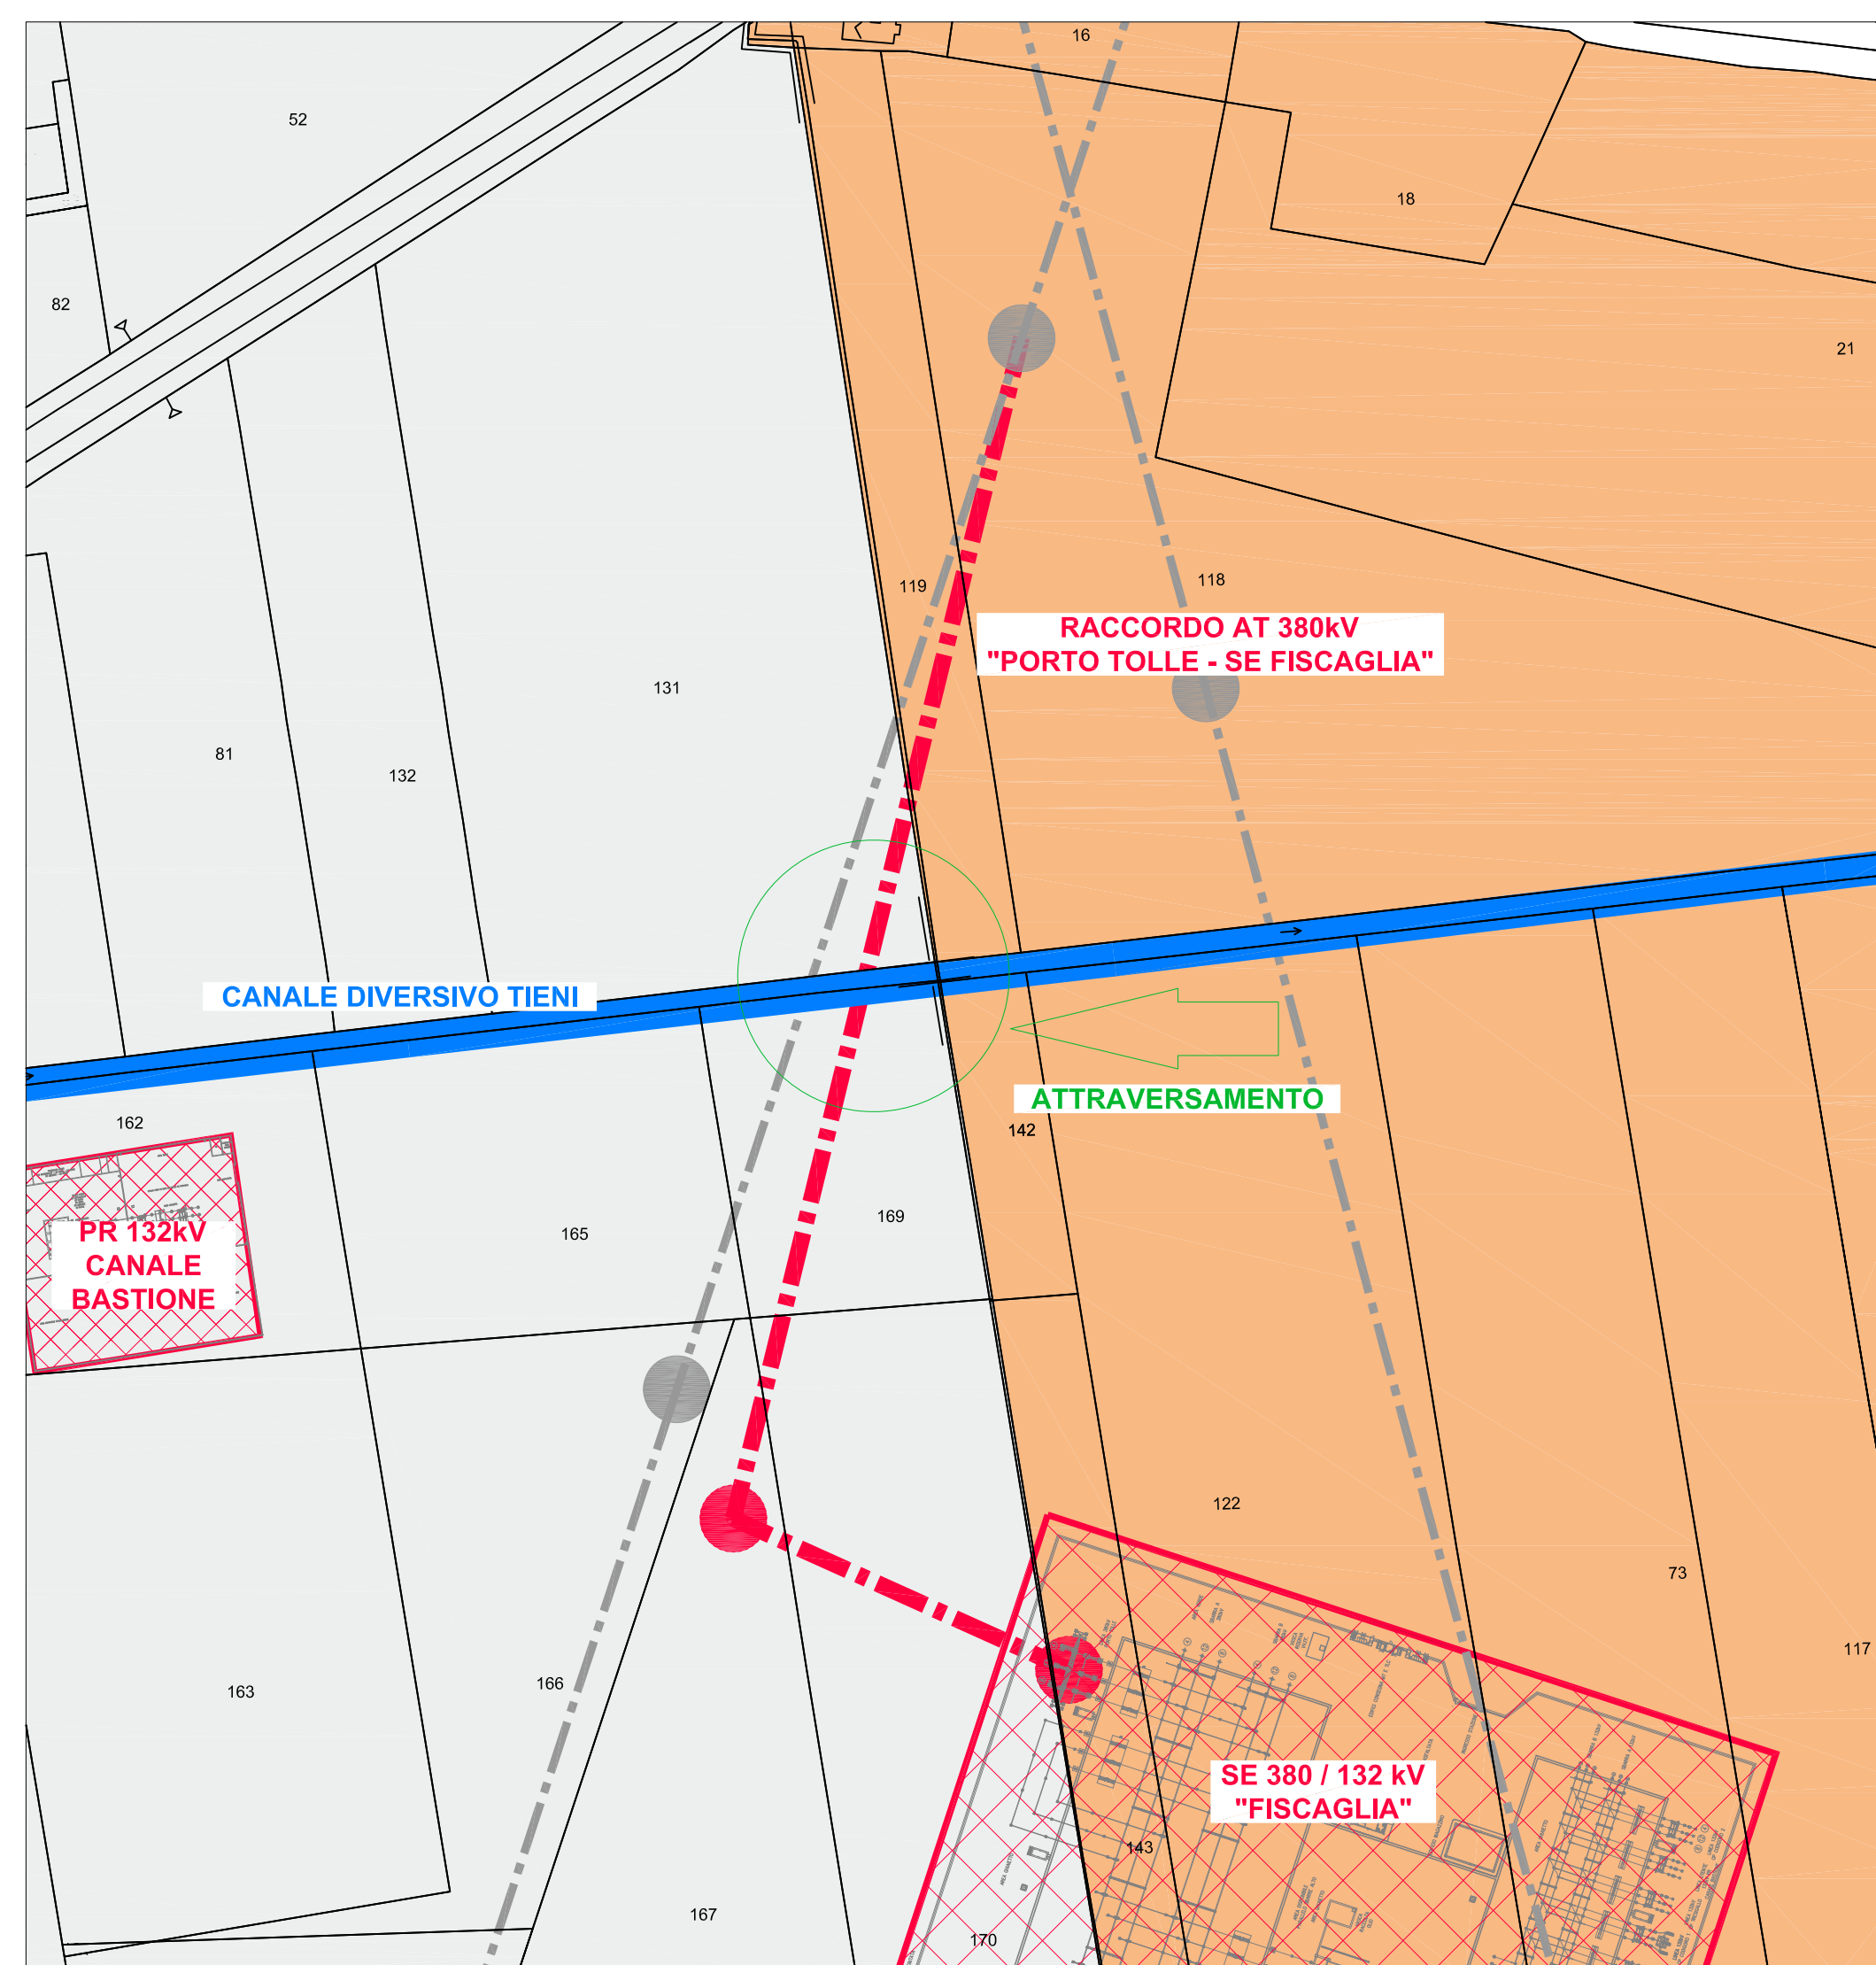 16
52
18
82
21
119
118
RACCORDO AT 380kV
"PORTO TOLLE - SE FISCAGLIA"
131
81
132
CANALE DIVERSIVO TIENI
ATTRAVERSAMENTO
162
142
PR 132kV
CANALE
BASTIONE
165
169
122
73
117
163
166
SE 380 / 132 kV
"FISCAGLIA"
143
167
170